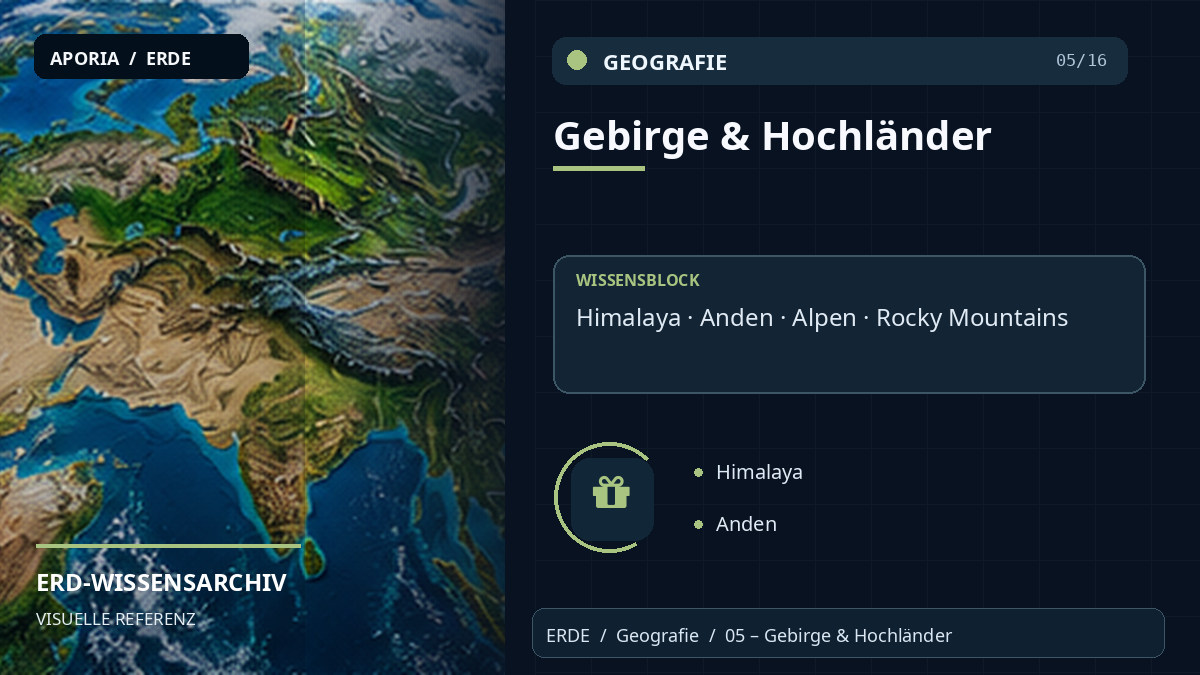 APORIA / ERDE
ERD-WISSENSARCHIV
VISUELLE REFERENZ
GEOGRAFIE 05/16
Gebirge & Hochländer
WISSENSBLOCK
Himalaya · Anden · Alpen · Rocky Mountains
Himalaya
Anden
ERDE / Geografie / 05 – Gebirge & Hochländer